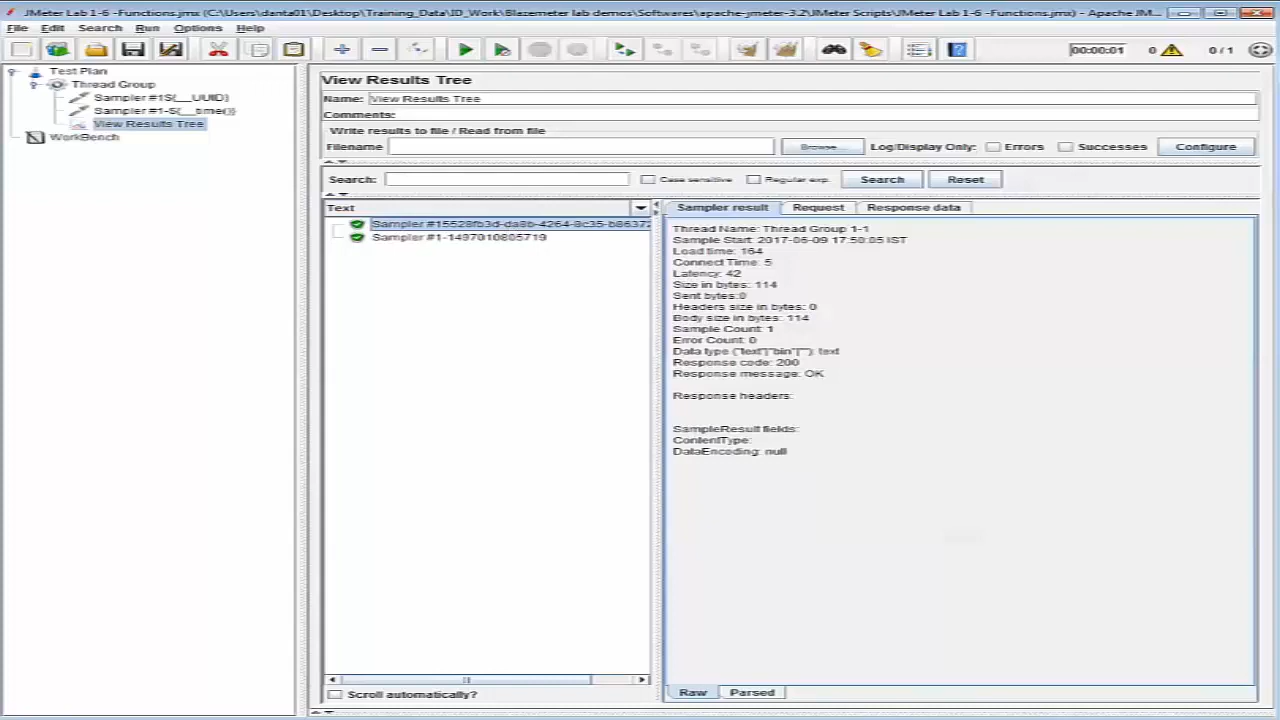 JMeter Lab 1-6 -Functions.jmx (C:\Users\danta01\Desktop\Training_Data\ID_Work\Blazemeter lab demos\Softwares\apache-jmeter-3.2\JMeter Scripts\JMeter Lab 1-6 -Functions.jmx) - Apache JM...
File Edit Search Run Options Help
00:00:01 0 0 / 1
Test Plan
Thread Group
Sampler #1${__UUID}
Sampler #1-${__time()}
View Results Tree
WorkBench
View Results Tree
Name: View Results Tree
Comments:
Write results to file / Read from file
Filename Browse... Log/Display Only: Errors Successes Configure
Search: Case sensitive Regular exp. Search Reset
Text
Sampler #15528fb3d-da8b-4264-8c35-b86372
Sampler #1-1497010805719
Scroll automatically?
Sampler result Request Response data
Thread Name: Thread Group 1-1
Sample Start: 2017-06-09 17:50:05 IST
Load time: 164
Connect Time: 5
Latency: 42
Size in bytes: 114
Sent bytes:0
Headers size in bytes: 0
Body size in bytes: 114
Sample Count: 1
Error Count: 0
Data type ("text"|"bin"|""): text
Response code: 200
Response message: OK
Response headers:
SampleResult fields:
ContentType:
DataEncoding: null
Raw Parsed